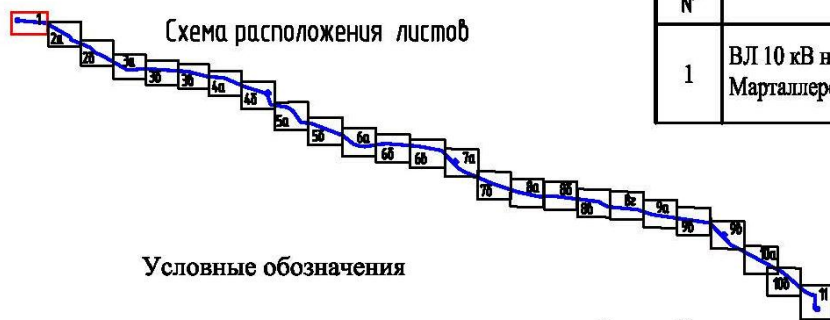 Схема расположения листов
N
1
ВЛ 10 кВ н
Марталлер
1
2а
2б
3а
3б
3в
4а
4б
5а
5б
6а
6б
6в
7а
7б
8а
8б
8в
8г
9а
9б
9в
10а
10б
11
Условные обозначения